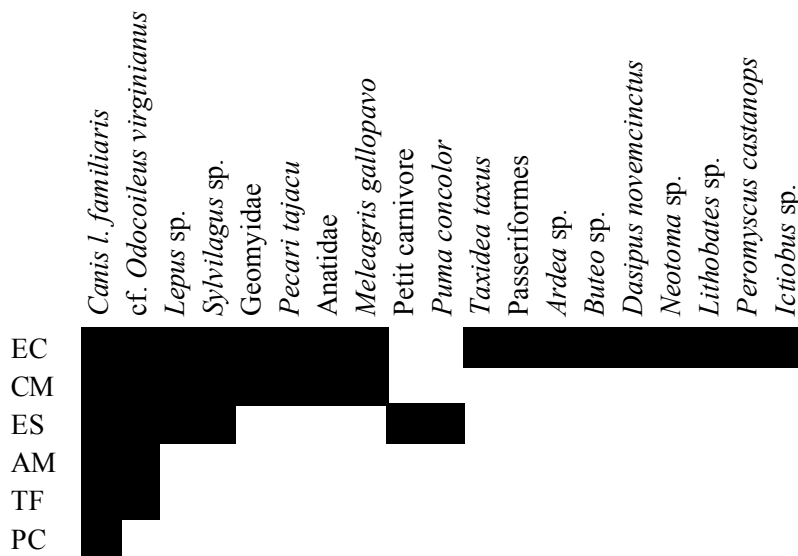 Canis l. familiaris
cf. Odocoileus virginianus
Lepus sp.
Sylvilagus sp.
Geomyidae
Pecari tajacu
Anatidae
Meleagris gallopavo
Petit carnivore
Puma concolor
Taxidea taxus
Passeriformes
Ardea sp.
Buteo sp.
Dasipus novemcinctus
Neotoma sp.
Lithobates sp.
Peromyscus castanops
Ictiobus sp.
EC
CM
ES
AM
TF
PC